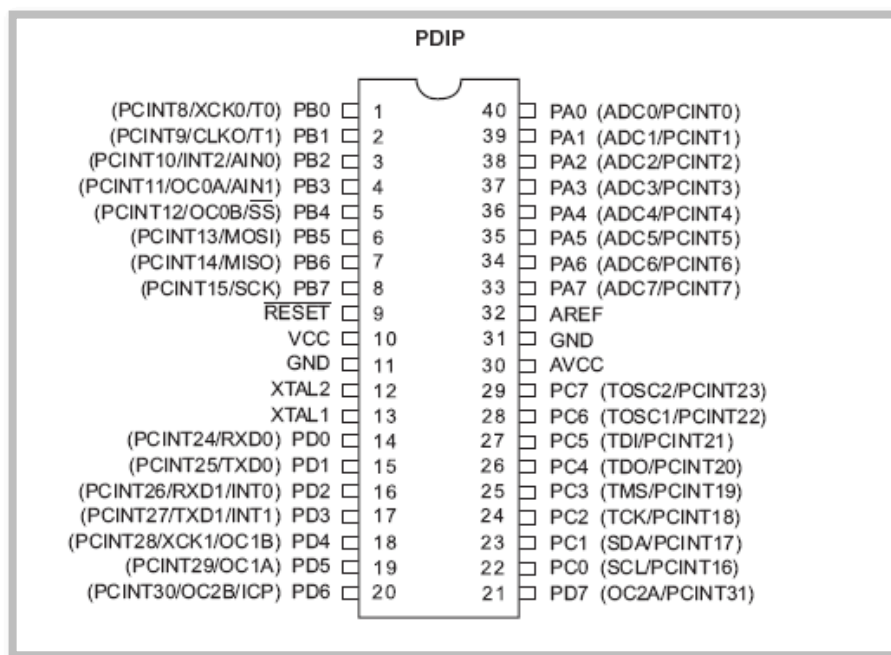 PDIP
(PCINT8/XCK0/T0) PB0 1 40 PA0 (ADC0/PCINT0)
(PCINT9/CLKO/T1) PB1 2 39 PA1 (ADC1/PCINT1)
(PCINT10/INT2/AIN0) PB2 3 38 PA2 (ADC2/PCINT2)
(PCINT11/OC0A/AIN1) PB3 4 37 PA3 (ADC3/PCINT3)
(PCINT12/OC0B/SS) PB4 5 36 PA4 (ADC4/PCINT4)
(PCINT13/MOSI) PB5 6 35 PA5 (ADC5/PCINT5)
(PCINT14/MISO) PB6 7 34 PA6 (ADC6/PCINT6)
(PCINT15/SCK) PB7 8 33 PA7 (ADC7/PCINT7)
RESET 9 32 AREF
VCC 10 31 GND
GND 11 30 AVCC
XTAL2 12 29 PC7 (TOSC2/PCINT23)
XTAL1 13 28 PC6 (TOSC1/PCINT22)
(PCINT24/RXD0) PD0 14 27 PC5 (TDI/PCINT21)
(PCINT25/TXD0) PD1 15 26 PC4 (TDO/PCINT20)
(PCINT26/RXD1/INT0) PD2 16 25 PC3 (TMS/PCINT19)
(PCINT27/TXD1/INT1) PD3 17 24 PC2 (TCK/PCINT18)
(PCINT28/XCK1/OC1B) PD4 18 23 PC1 (SDA/PCINT17)
(PCINT29/OC1A) PD5 19 22 PC0 (SCL/PCINT16)
(PCINT30/OC2B/ICP) PD6 20 21 PD7 (OC2A/PCINT31)